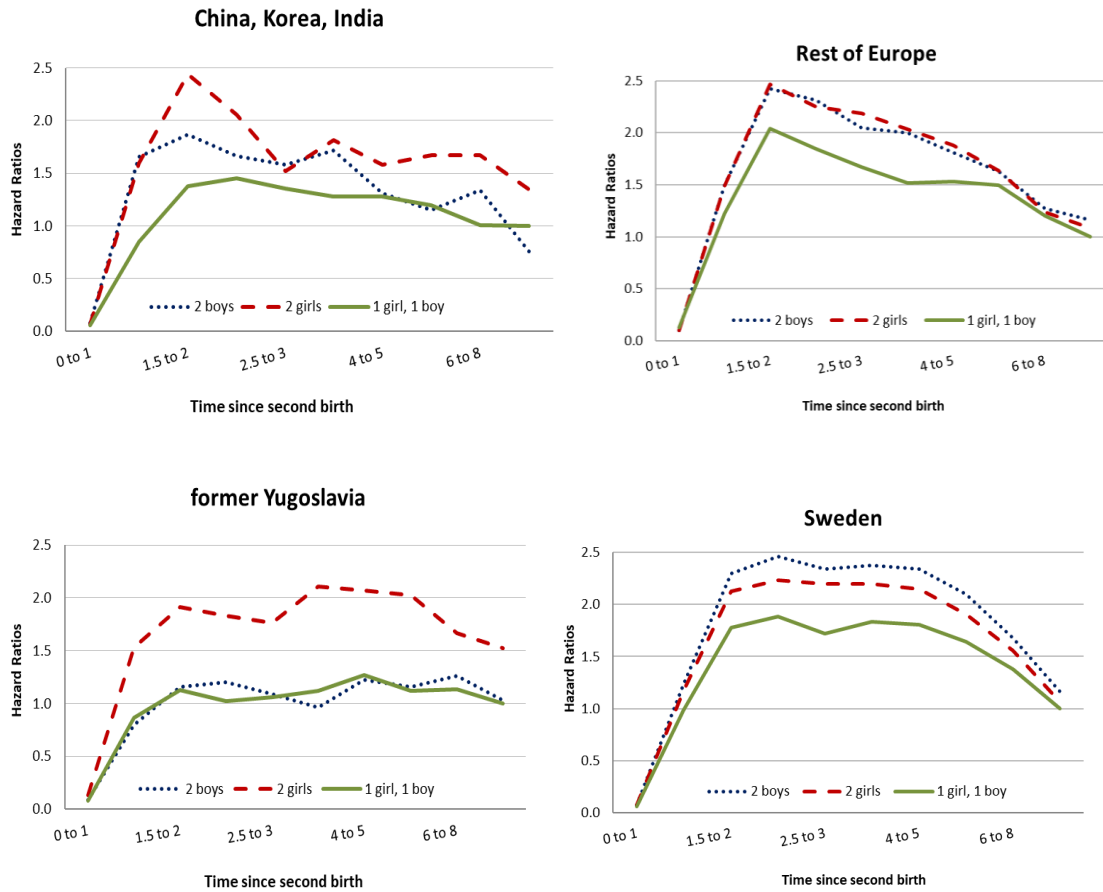 China, Korea, India
2.5
2.0
1.5
1.0
0.5
0.0
Hazard Ratios
2 boys 2 girls 1 girl, 1 boy
0 to 1 1.5 to 2 2.5 to 3 4 to 5 6 to 8
Time since second birth
Rest of Europe
2.5
2.0
1.5
1.0
0.5
0.0
Hazard Ratios
2 boys 2 girls 1 girl, 1 boy
0 to 1 1.5 to 2 2.5 to 3 4 to 5 6 to 8
Time since second birth
former Yugoslavia
2.5
2.0
1.5
1.0
0.5
0.0
Hazard Ratios
2 boys 2 girls 1 girl, 1 boy
0 to 1 1.5 to 2 2.5 to 3 4 to 5 6 to 8
Time since second birth
Sweden
2.5
2.0
1.5
1.0
0.5
0.0
Hazard Ratios
2 boys 2 girls 1 girl, 1 boy
0 to 1 1.5 to 2 2.5 to 3 4 to 5 6 to 8
Time since second birth